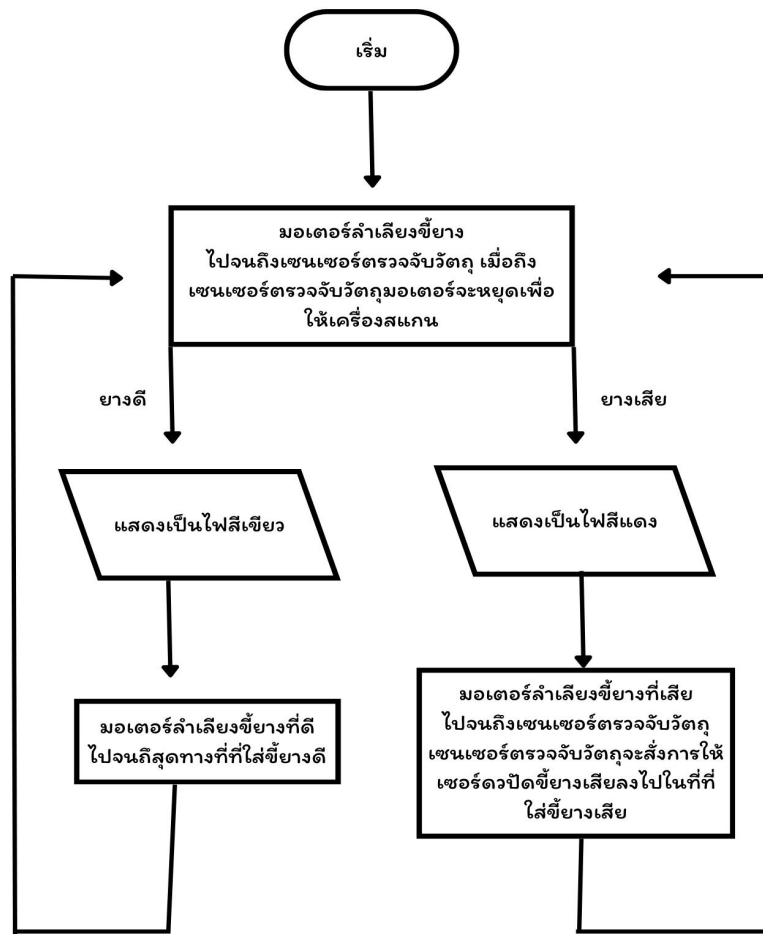 เริ่ม
มอเตอร์ลำเลียงขี้ยาง
ไปจนถึงเซนเซอร์ตรวจจับวัตถุ เมื่อถึง
เซนเซอร์ตรวจจับวัตถุมอเตอร์จะหยุดเพื่อ
ให้เครื่องสแกน
ยางดี
ยางเสีย
แสดงเป็นไฟสีเขียว
แสดงเป็นไฟสีแดง
มอเตอร์ลำเลียงขี้ยางที่ดี
ไปจนถึสุดทางที่ที่ใส่ขี้ยางดี
มอเตอร์ลำเลียงขี้ยางที่เสีย
ไปจนถึงเซนเซอร์ตรวจจับวัตถุ
เซนเซอร์ตรวจจับวัตถุจะสั่งการให้
เซอร์ดวปัดขี้ยางเสียลงไปในที่ที่
ใส่ขี้ยางเสีย